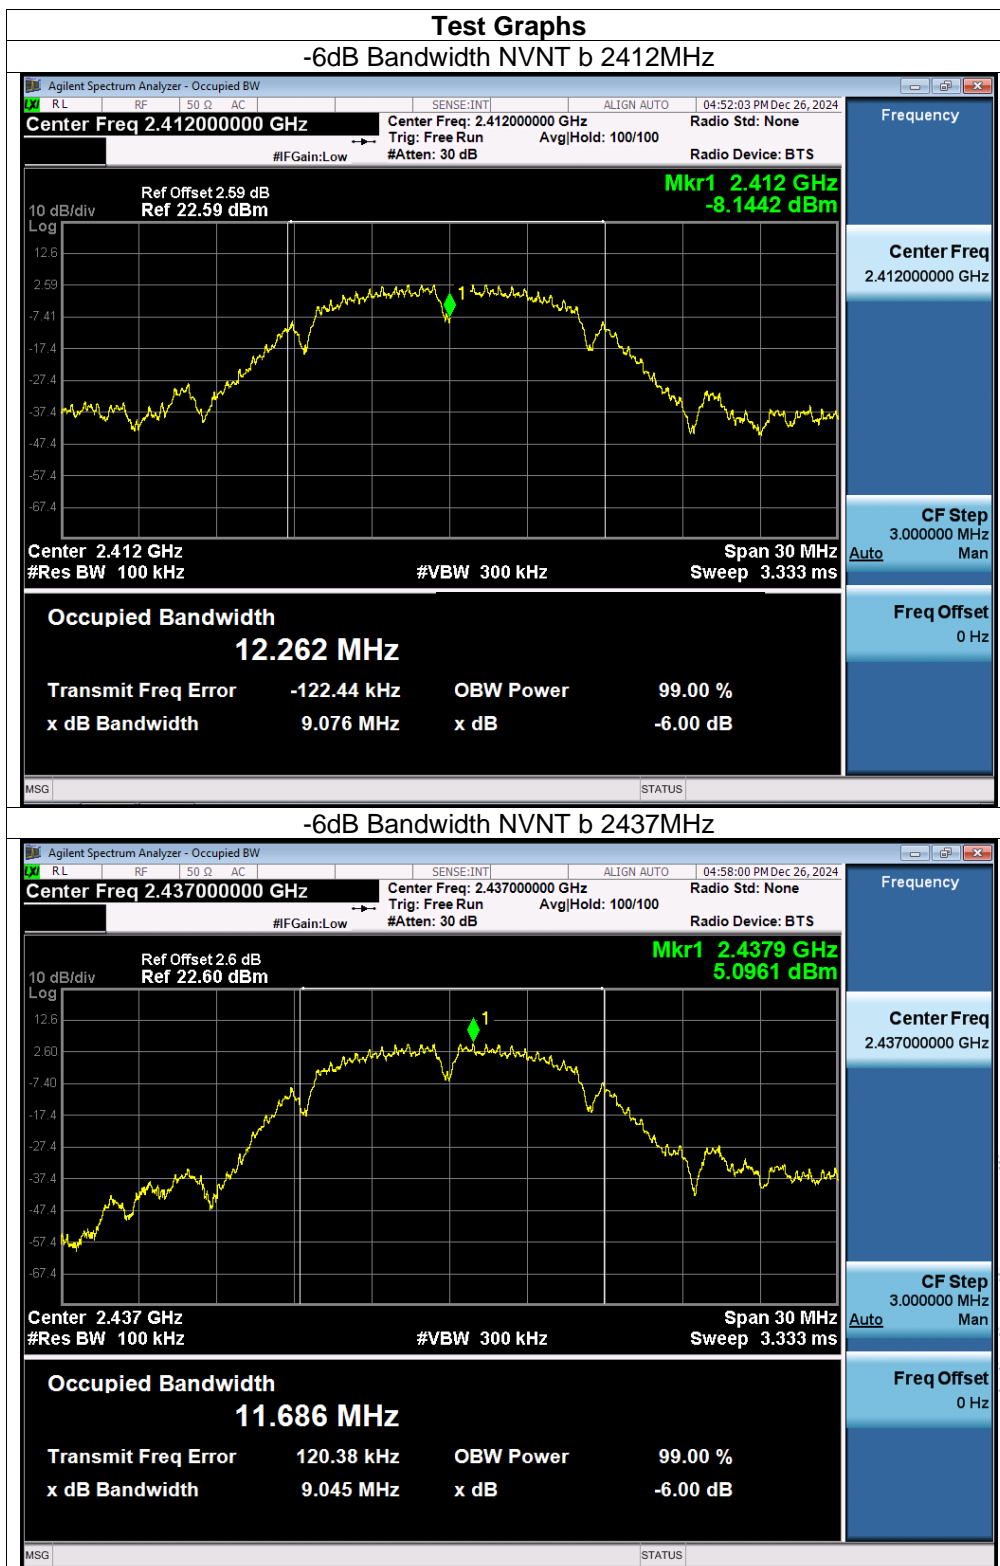 Test Graphs
-6dB Bandwidth NVNT b 2412MHz
Agilent Spectrum Analyzer - Occupied BW
LXI RL RF 50 Ω AC SENSE:INT ALIGN AUTO 04:52:03 PM Dec 26, 2024
Center Freq 2.412000000 GHz Center Freq: 2.412000000 GHz Radio Std: None Frequency
Trig: Free Run Avg|Hold: 100/100
#IFGain:Low #Atten: 30 dB Radio Device: BTS
Mkr1 2.412 GHz
Ref Offset 2.59 dB -8.1442 dBm
10 dB/div Ref 22.59 dBm
Log
12.6
2.59
1
-7.41
-17.4
-27.4
-37.4
-47.4
-57.4
-67.4
Center Freq
2.412000000 GHz
Center 2.412 GHz Span 30 MHz
#Res BW 100 kHz #VBW 300 kHz Sweep 3.333 ms
CF Step
3.000000 MHz
Auto Man
Occupied Bandwidth
12.262 MHz
Freq Offset
0 Hz
Transmit Freq Error -122.44 kHz OBW Power 99.00 %
x dB Bandwidth 9.076 MHz x dB -6.00 dB
MSG STATUS
-6dB Bandwidth NVNT b 2437MHz
Agilent Spectrum Analyzer - Occupied BW
LXI RL RF 50 Ω AC SENSE:INT ALIGN AUTO 04:58:00 PM Dec 26, 2024
Center Freq 2.437000000 GHz Center Freq: 2.437000000 GHz Radio Std: None Frequency
Trig: Free Run Avg|Hold: 100/100
#IFGain:Low #Atten: 30 dB Radio Device: BTS
Mkr1 2.4379 GHz
Ref Offset 2.6 dB 5.0961 dBm
10 dB/div Ref 22.60 dBm
Log
12.6
1
2.60
-7.40
-17.4
-27.4
-37.4
-47.4
-57.4
-67.4
Center Freq
2.437000000 GHz
Center 2.437 GHz Span 30 MHz
#Res BW 100 kHz #VBW 300 kHz Sweep 3.333 ms
CF Step
3.000000 MHz
Auto Man
Occupied Bandwidth
11.686 MHz
Freq Offset
0 Hz
Transmit Freq Error 120.38 kHz OBW Power 99.00 %
x dB Bandwidth 9.045 MHz x dB -6.00 dB
MSG STATUS